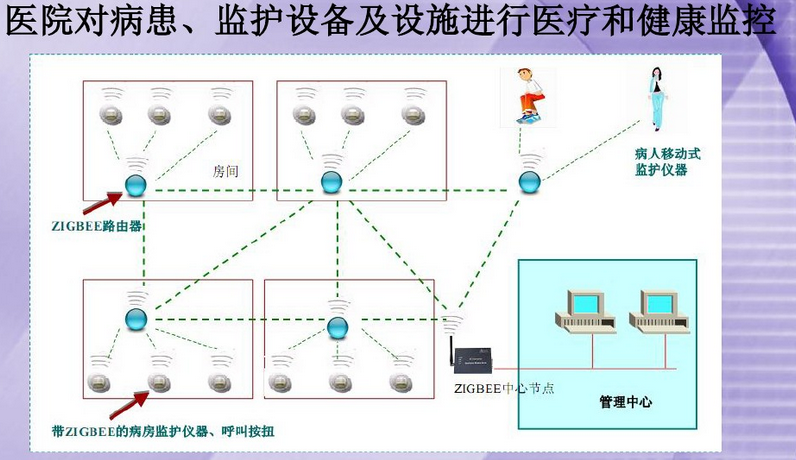 医院对病患、监护设备及设施进行医疗和健康监控
房间
病人移动式
监护仪器
ZIGBEE路由器
ZIGBEE中心节点
管理中心
带ZIGBEE的病房监护仪器、呼叫按扭